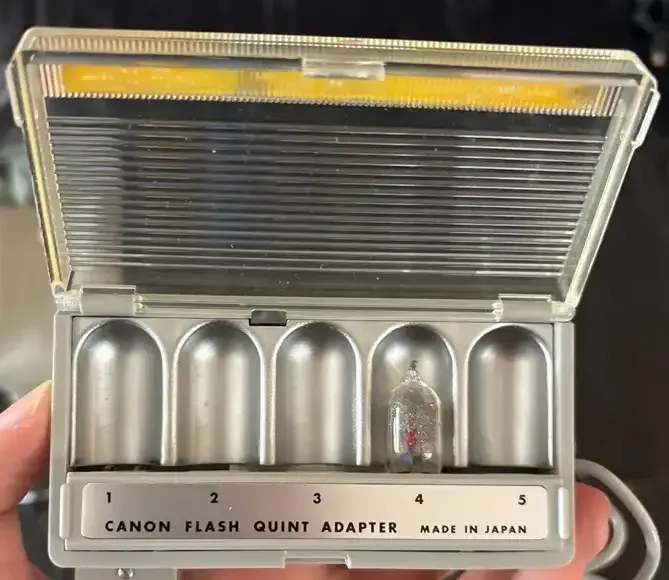 1 2 3 4 5
CANON FLASH QUINT ADAPTER MADE IN JAPAN